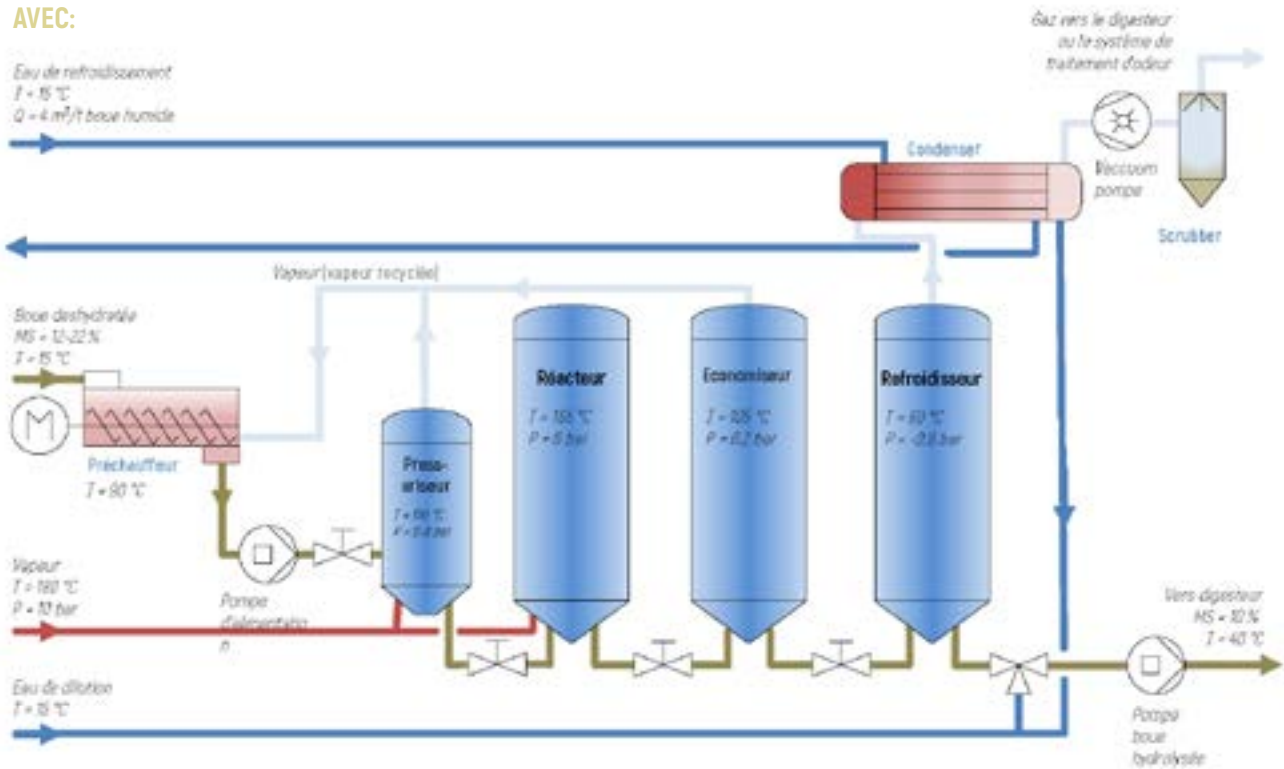 AVEC:
Eau de refroidissement
T = 15 °C
Q = 4 m³/t boue humide
Gaz vers le digesteur
ou le système de
traitement d'odeur
Condenser
Vaccuum
pompe
Scrubber
Vapeur (vapeur recyclée)
Boue deshydratée
MS = 12-22 %
T = 15 °C
M
Préchauffeur
T = 90 °C
Press-
uriseur
Réacteur
T = 165 °C
P = 6 bar
Economiseur
T = 105 °C
P = 0.2 bar
Refroidisseur
T = 60 °C
P = -0.8 bar
Vapeur
T = 180 °C
P = 10 bar
Pompe
d'alimentatio
n
Vers digesteur
MS = 10 %
T = 40 °C
Eau de dilution
T = 15 °C
Pompe
boue
hydrolysée